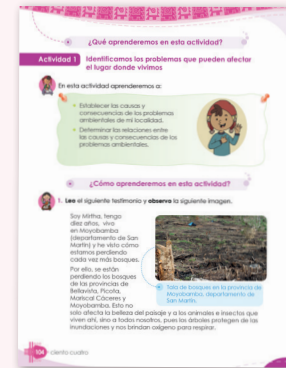 ¿Qué aprenderemos en esta actividad?
Actividad 1
Identificamos los problemas que pueden afectar
el lugar donde vivimos
En esta actividad aprenderemos a:
Establecer las causas y
consecuencias de los problemas
ambientales de mi localidad.
Determinar las relaciones entre
las causas y consecuencias de los
problemas ambientales.
¿Cómo aprenderemos en esta actividad?
1. Leo el siguiente testimonio y observo la siguiente imagen.
Soy Mirtha, tengo
diez años, vivo
en Moyobamba
(departamento de San
Martín) y he visto cómo
estamos perdiendo
cada vez más bosques.
Por ello, se están
perdiendo los bosques
de las provincias de
Bellavista, Picota,
Mariscal Cáceres y
Moyobamba. Esto no
solo afecta la belleza del paisaje y a los animales e insectos que
viven ahí, sino a todos nosotros, pues los árboles protegen de las
inundaciones y nos brindan oxígeno para respirar.
Tala de bosques en la provincia de
Moyobamba, departamento de
San Martín.
104 ciento cuatro